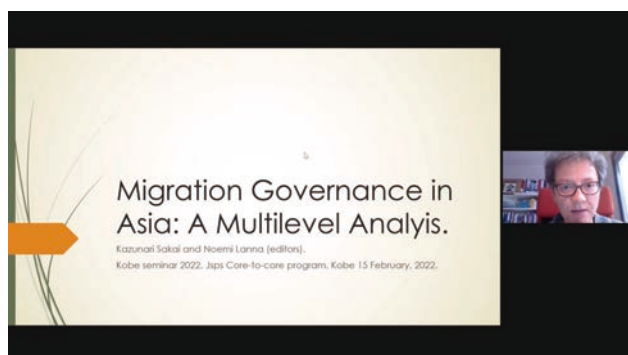 Migration Governance in
Asia: A Multilevel Analyis.
Kazunari Sakai and Noemi Lanna (editors).
Kobe seminar 2022, Jsps Core-to-core program, Kobe 15 February, 2022.